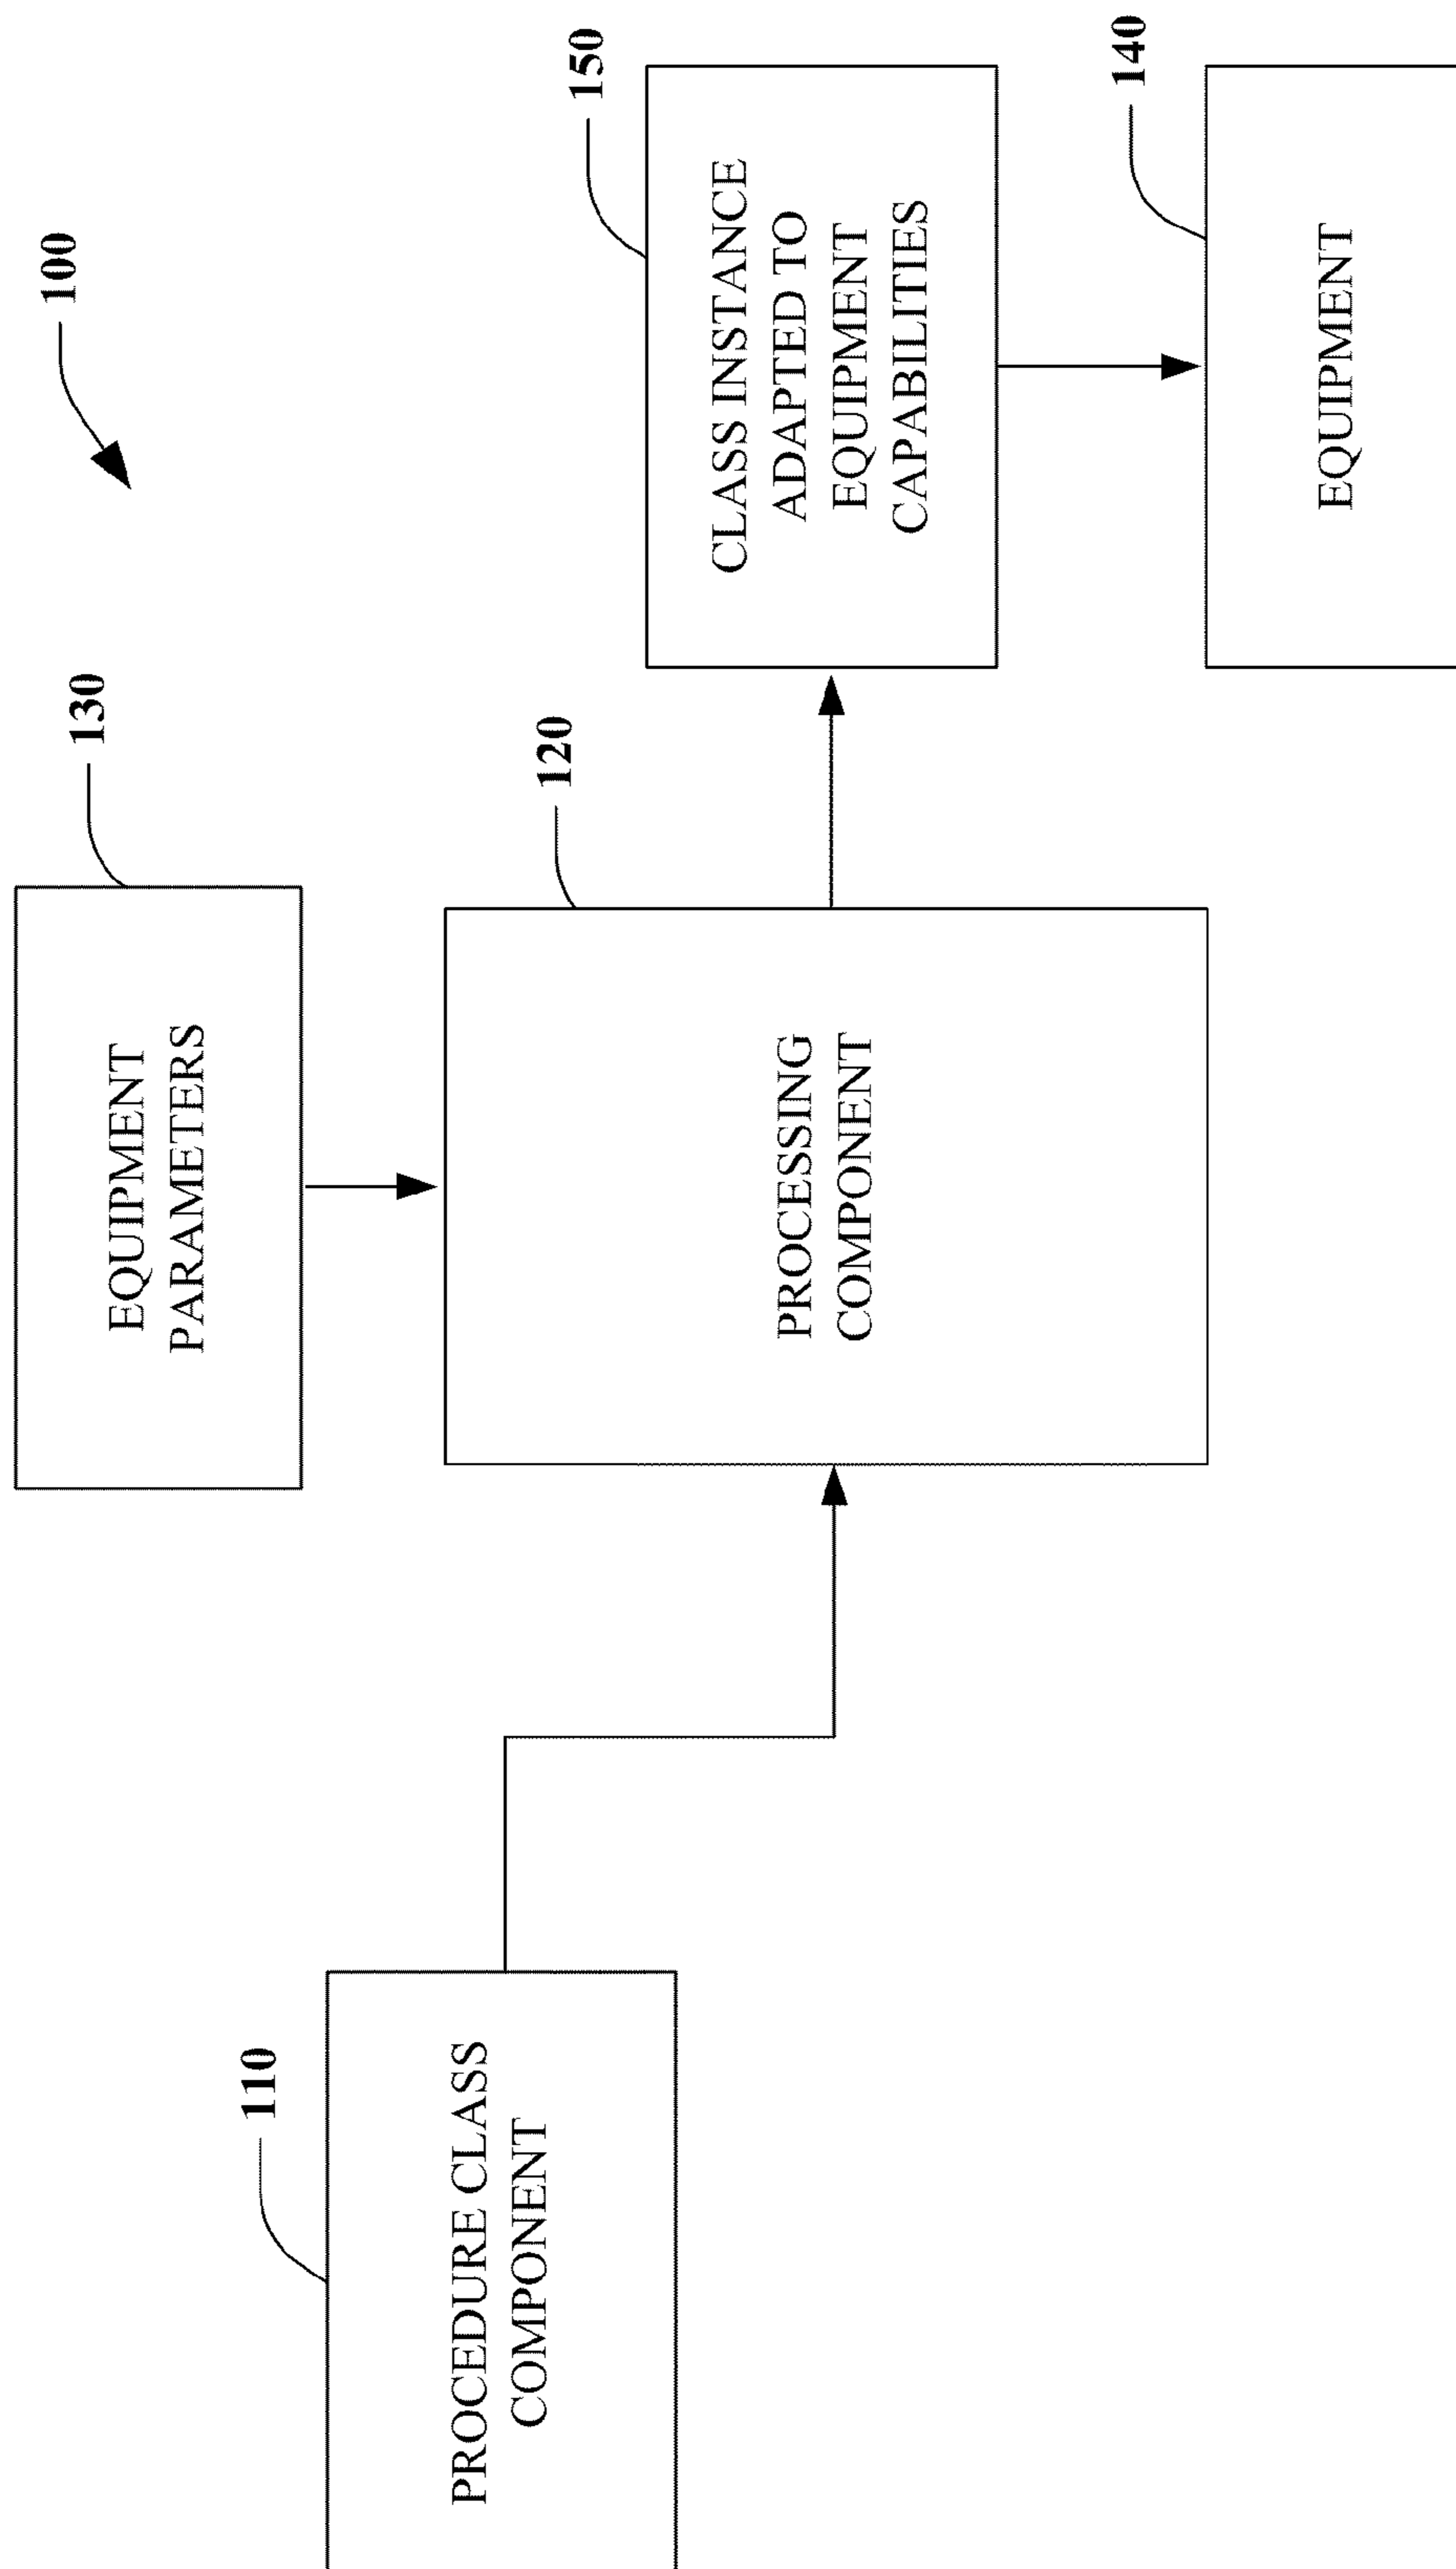 100
130
EQUIPMENT
PARAMETERS
110
PROCEDURE CLASS
COMPONENT
120
PROCESSING
COMPONENT
150
CLASS INSTANCE
ADAPTED TO
EQUIPMENT
CAPABILITIES
140
EQUIPMENT